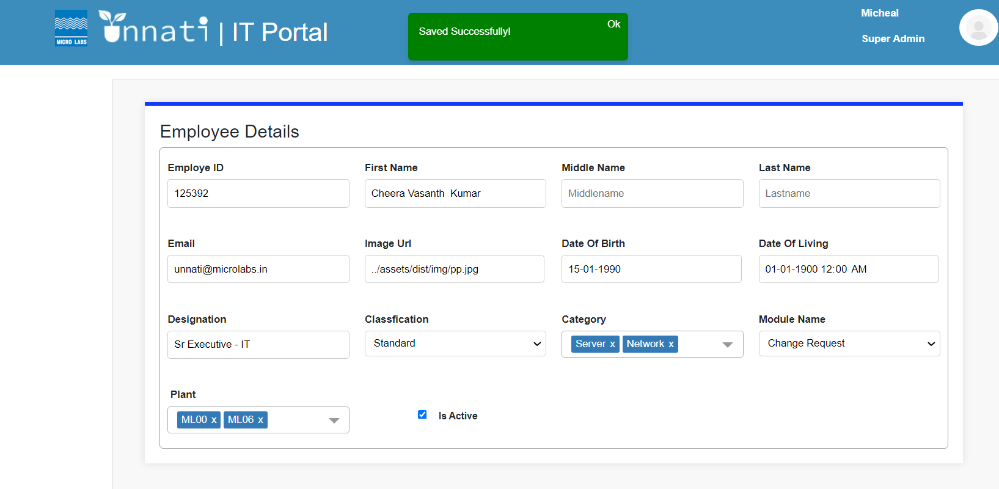 MICRO LABS
Unnati | IT Portal
Saved Successfully!
Ok
Micheal
Super Admin
Employee Details
Employe ID
First Name
Middle Name
Last Name
125392
Cheera Vasanth  Kumar
Middlename
Lastname
Email
Image Url
Date Of Birth
Date Of Living
unnati@microlabs.in
../assets/dist/img/pp.jpg
15-01-1990
01-01-1900 12:00 AM
Designation
Classfication
Category
Module Name
Sr Executive - IT
Standard
Server x Network x
Change Request
Plant
ML00 x ML06 x
Is Active